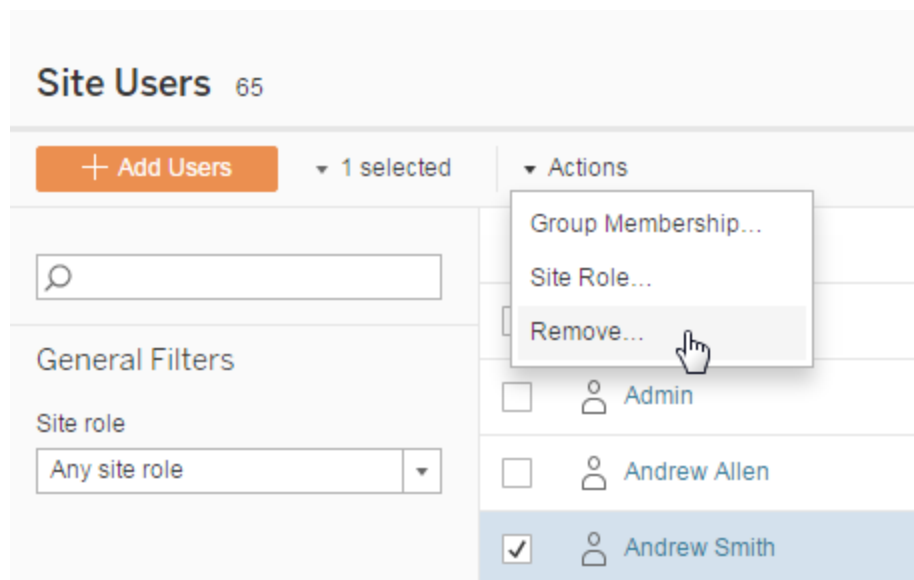 Site Users 65
+ Add Users 1 selected Actions
Group Membership...
Site Role...
Remove...
General Filters
Site role
Any site role
Admin
Andrew Allen
Andrew Smith